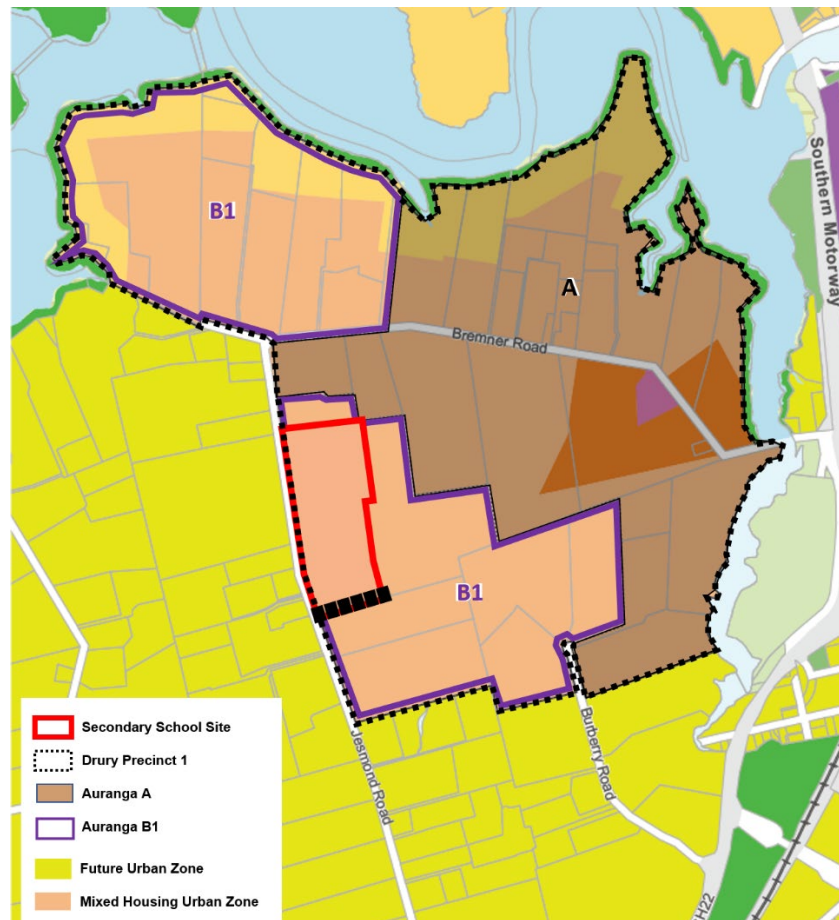 Southern Motorway
B1
A
Bremner Road
B1
Jesmond Road
Burberry Road
SH22
Secondary School Site
Drury Precinct 1
Auranga A
Auranga B1
Future Urban Zone
Mixed Housing Urban Zone